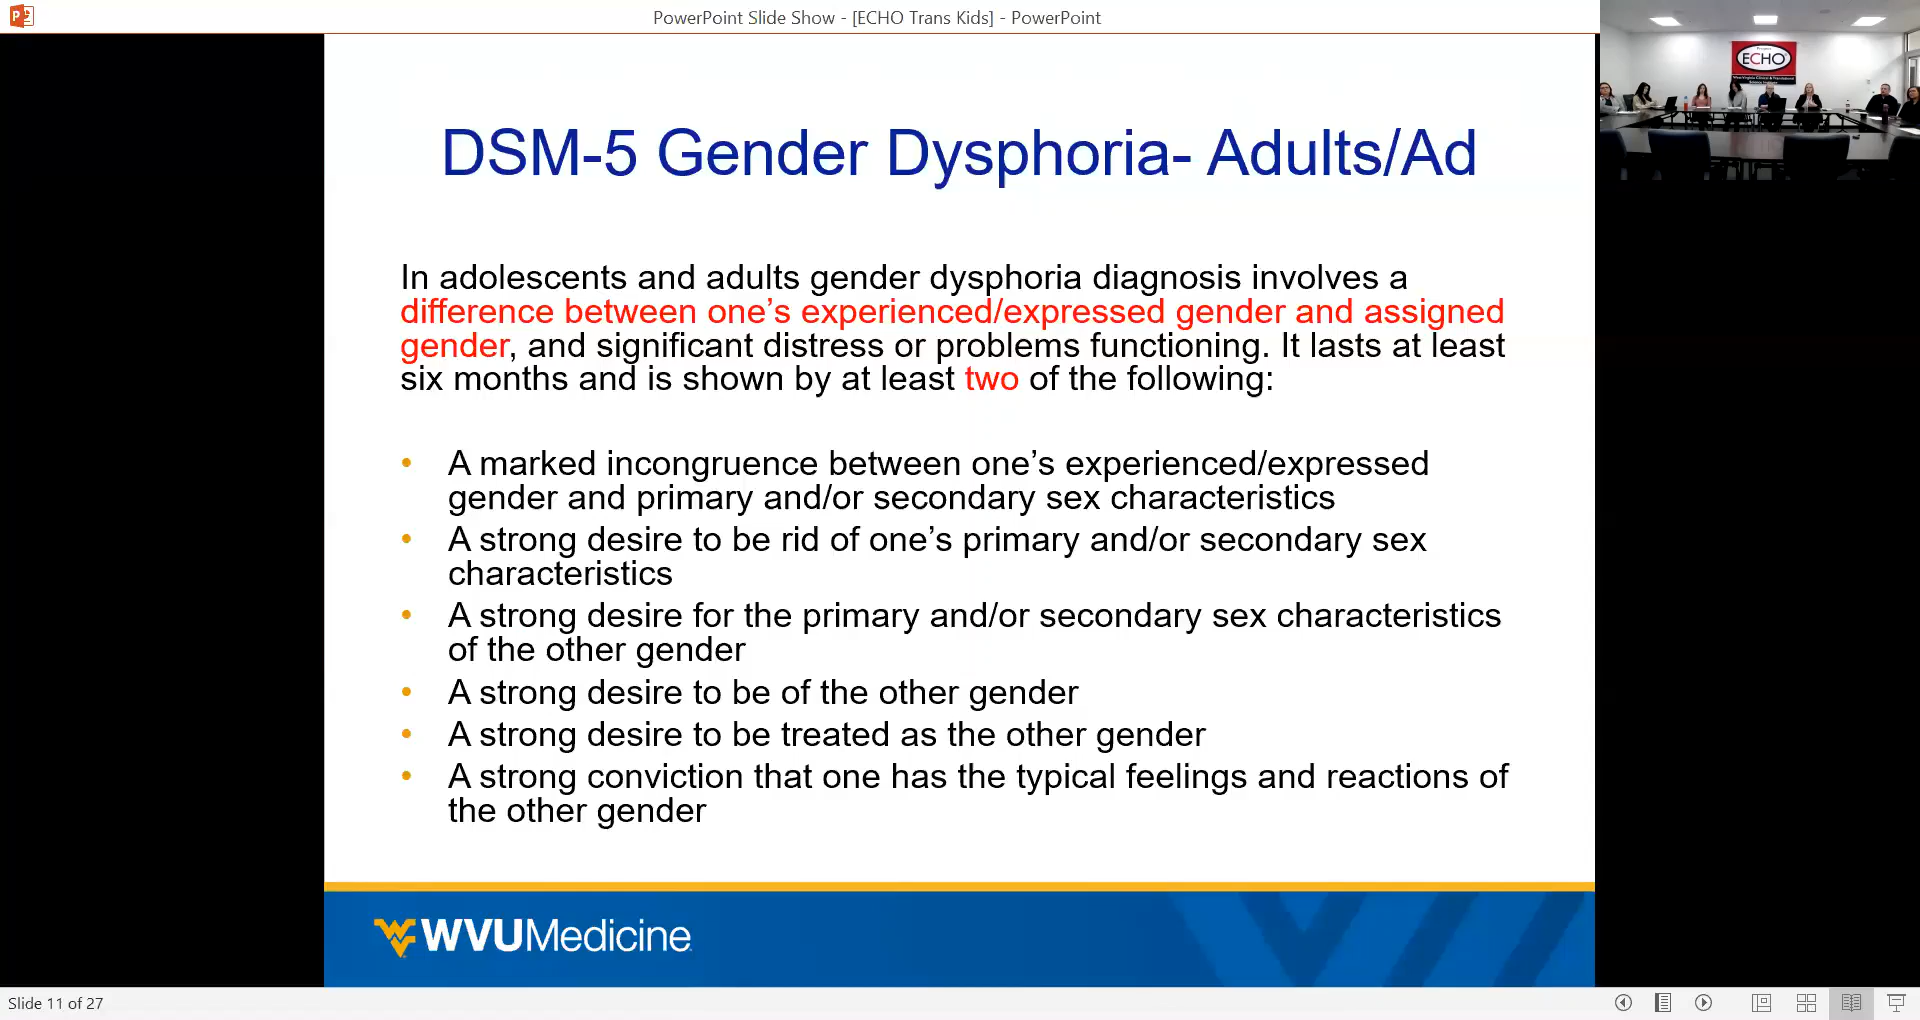 PowerPoint Slide Show - [ECHO Trans Kids] - PowerPoint
ECHO
DSM-5 Gender Dysphoria- Adults/Ad
In adolescents and adults gender dysphoria diagnosis involves a
difference between one’s experienced/expressed gender and assigned
gender, and significant distress or problems functioning. It lasts at least
six months and is shown by at least two of the following:
• A marked incongruence between one’s experienced/expressed
gender and primary and/or secondary sex characteristics
• A strong desire to be rid of one’s primary and/or secondary sex
characteristics
• A strong desire for the primary and/or secondary sex characteristics
of the other gender
• A strong desire to be of the other gender
• A strong desire to be treated as the other gender
• A strong conviction that one has the typical feelings and reactions of
the other gender
WVUMedicine
Slide 11 of 27